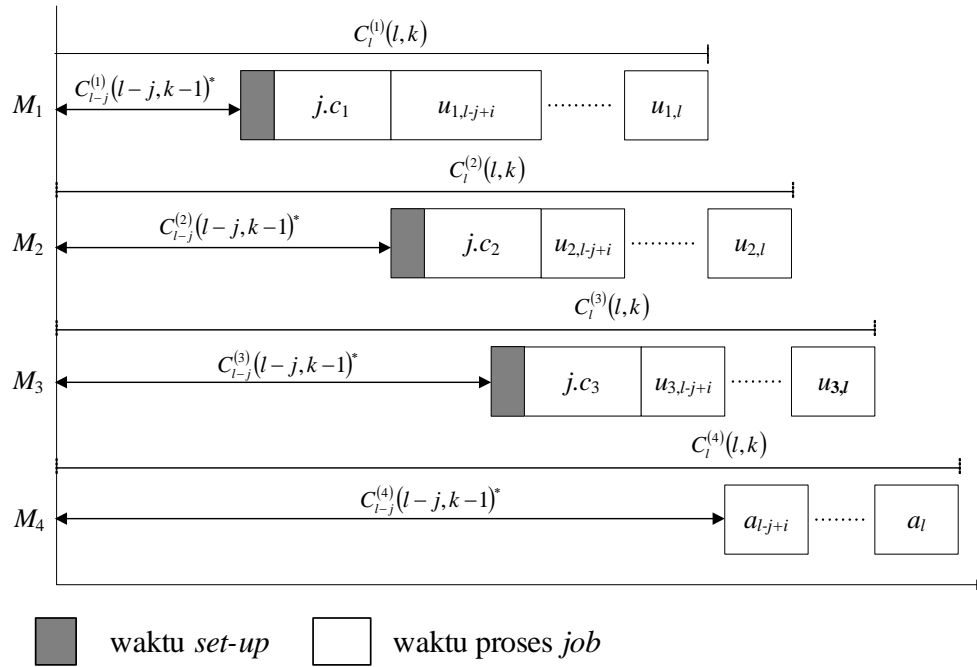 C_l^{(1)}(l,k)
C_{l-j}^{(1)}(l-j,k-1)^*
M_1 j.c_1 u_{1,l-j+i} ......... u_{1,l}
C_l^{(2)}(l,k)
C_{l-j}^{(2)}(l-j,k-1)^*
M_2 j.c_2 u_{2,l-j+i} ......... u_{2,l}
C_l^{(3)}(l,k)
C_{l-j}^{(3)}(l-j,k-1)^*
M_3 j.c_3 u_{3,l-j+i} ........ u_{3,l}
C_l^{(4)}(l,k)
C_{l-j}^{(4)}(l-j,k-1)^*
M_4 a_{l-j+i} ........ a_l
waktu set-up waktu proses job